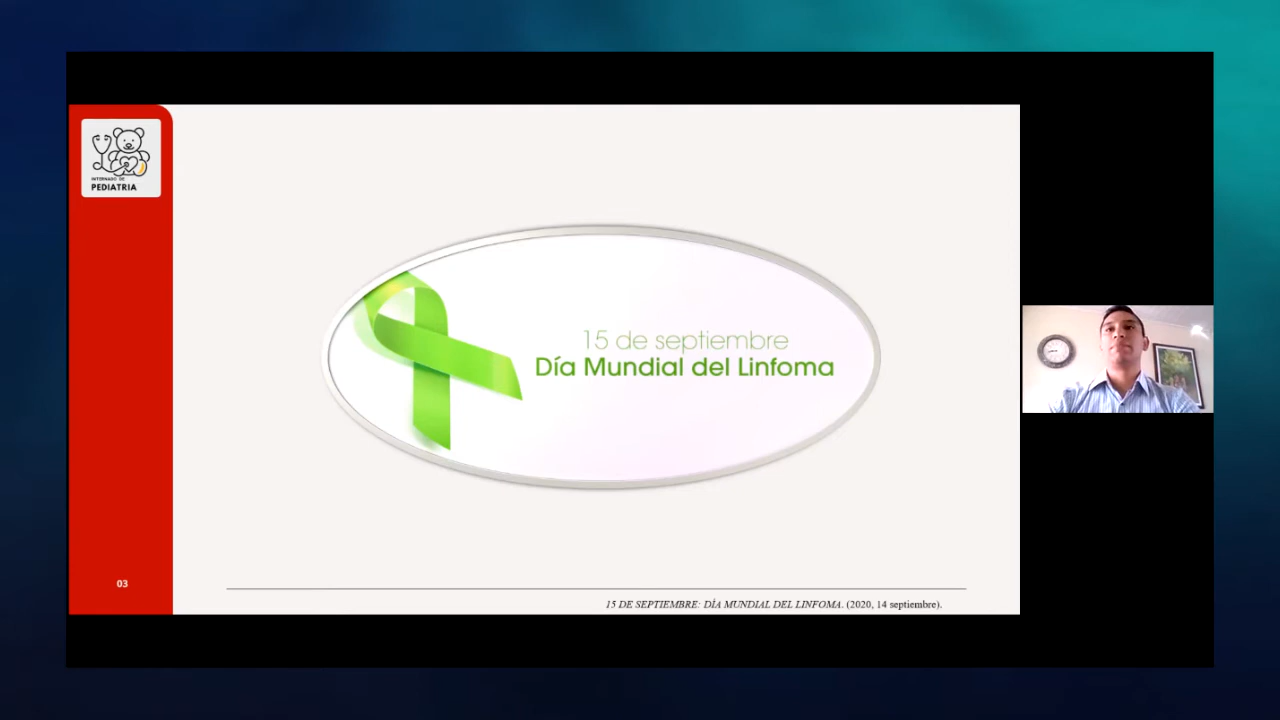 INTERNADO DE
PEDIATRIA
15 de septiembre
Día Mundial del Linfoma
03
15 DE SEPTIEMBRE: DÍA MUNDIAL DEL LINFOMA. (2020, 14 septiembre).